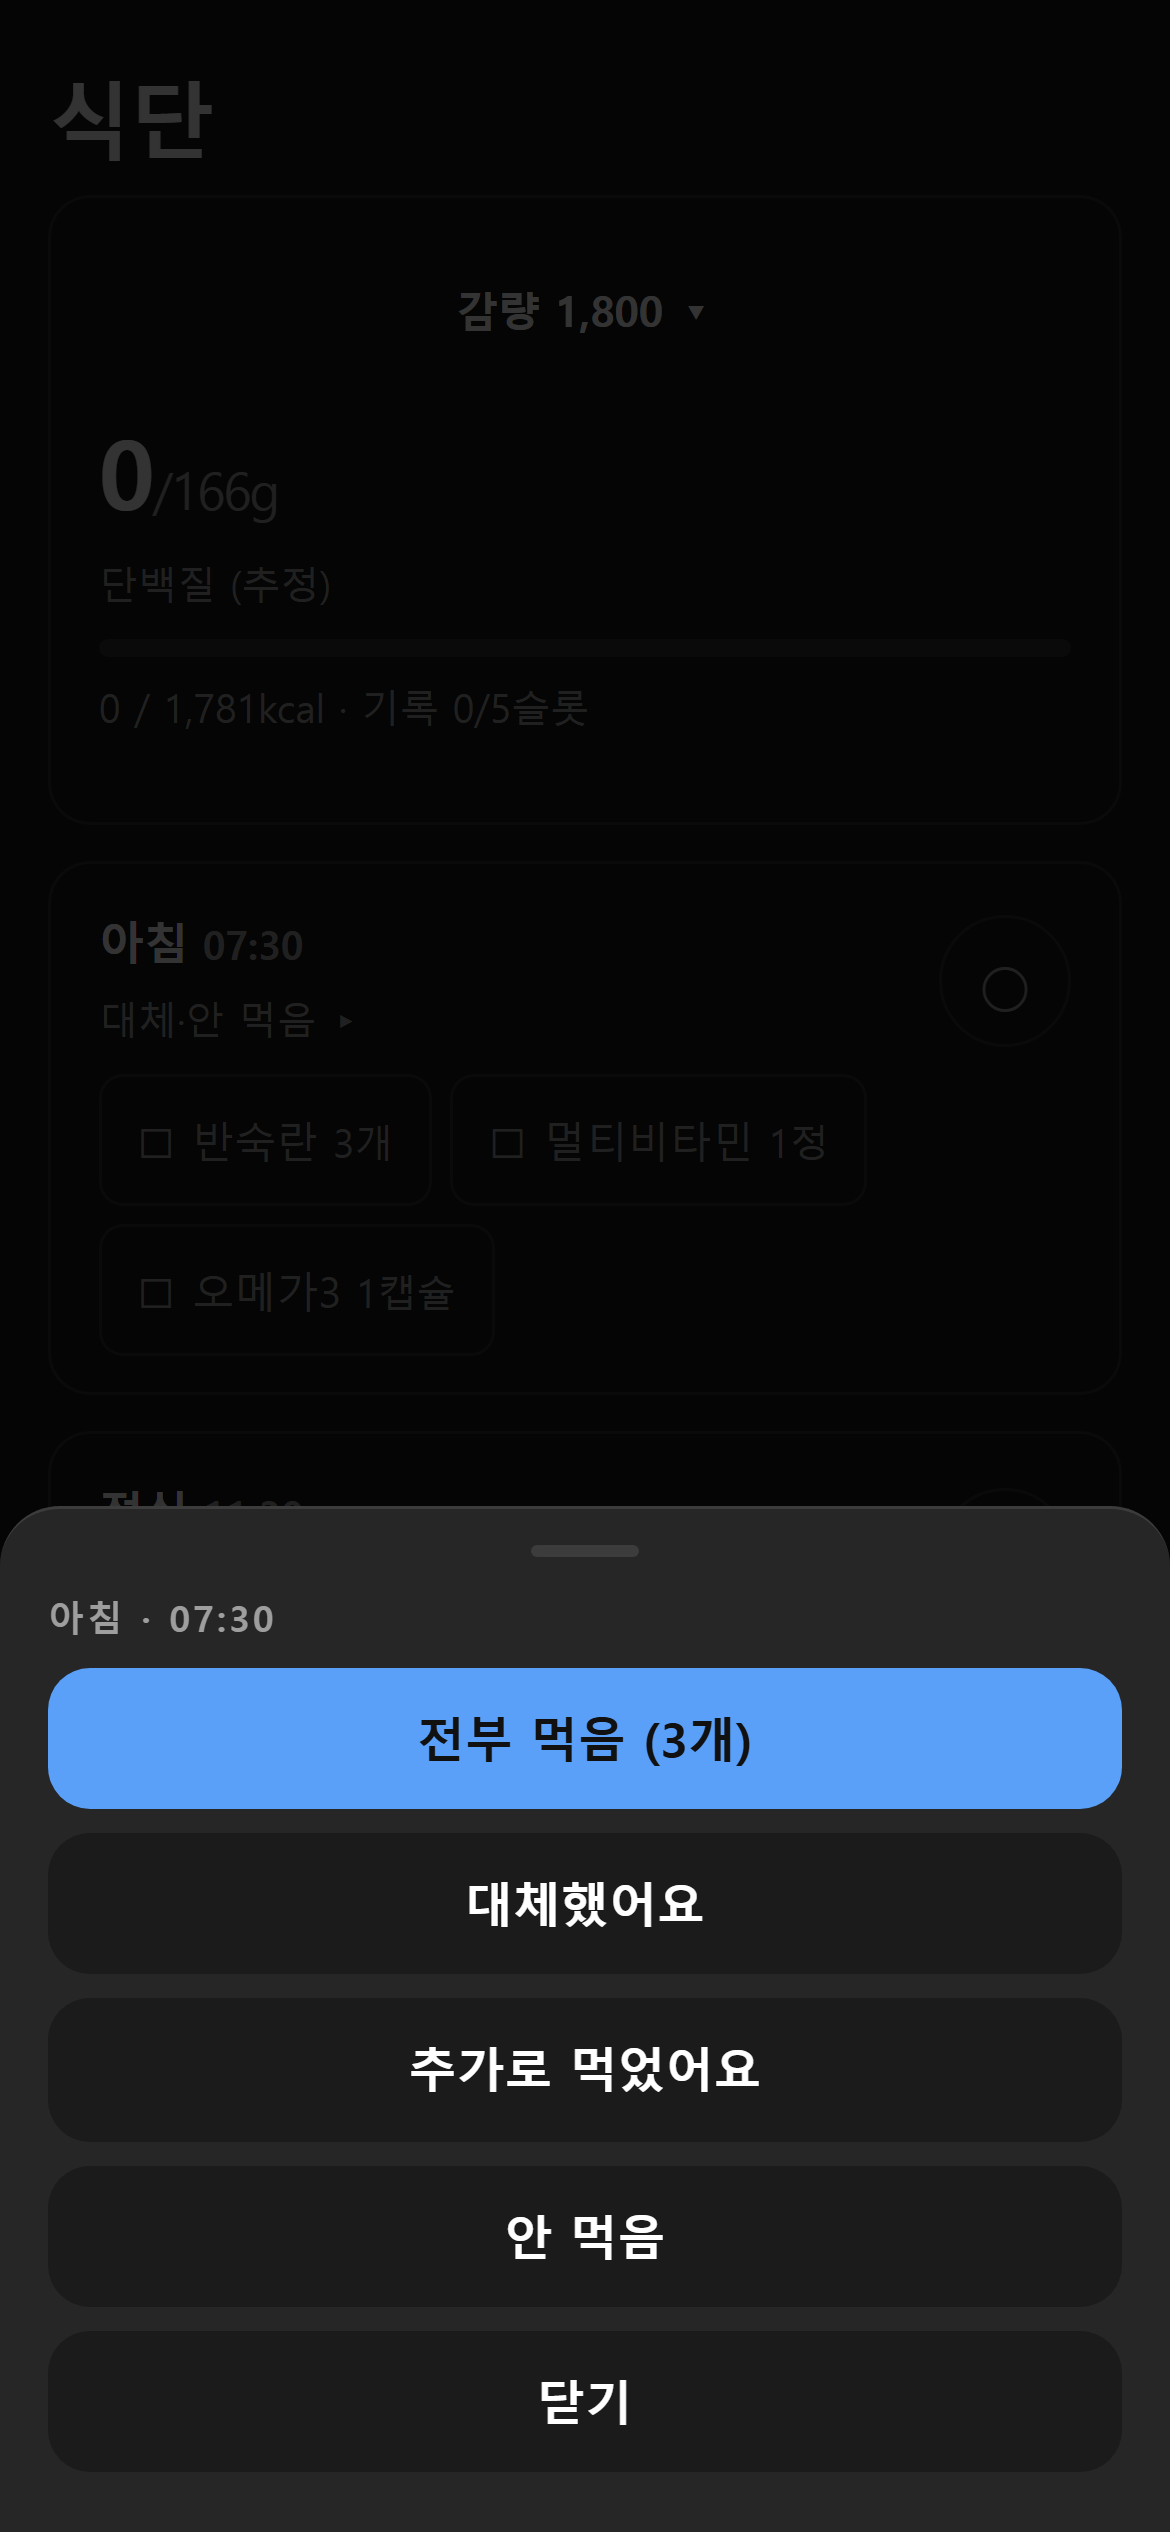 식단
감량 1,800 ▼
0/166g
단백질 (추정)
0 / 1,781kcal · 기록 0/5슬롯
아침 07:30
대체·안 먹음 ▶
☐ 반숙란 3개
☐ 멀티비타민 1정
☐ 오메가3 1캡슐
아침 · 07:30
전부 먹음 (3개)
대체했어요
추가로 먹었어요
안 먹음
닫기